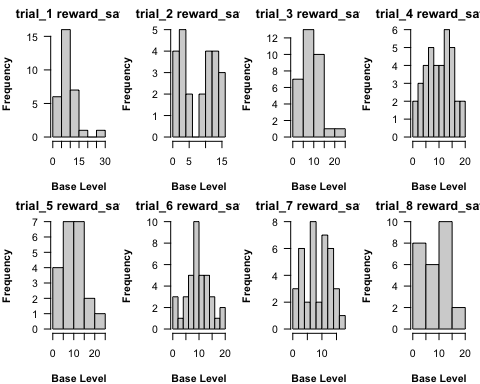 trial_1 reward_sa
trial_2 reward_sa
trial_3 reward_sa
trial_4 reward_sa
Frequency
0 5 10 15
0 5 15 30
Base Level
Frequency
0 1 2 3 4 5
0 5 15
Base Level
Frequency
0 2 4 6 8 10 12
0 10 20
Base Level
Frequency
0 1 2 3 4 5 6
0 10 20
Base Level
trial_5 reward_sa
trial_6 reward_sa
trial_7 reward_sa
trial_8 reward_sa
Frequency
0 1 2 3 4 5 6 7
0 10 20
Base Level
Frequency
0 2 4 6 8 10
0 10 20
Base Level
Frequency
0 2 4 6 8
0 10
Base Level
Frequency
0 2 4 6 8 10
0 10 20
Base Level